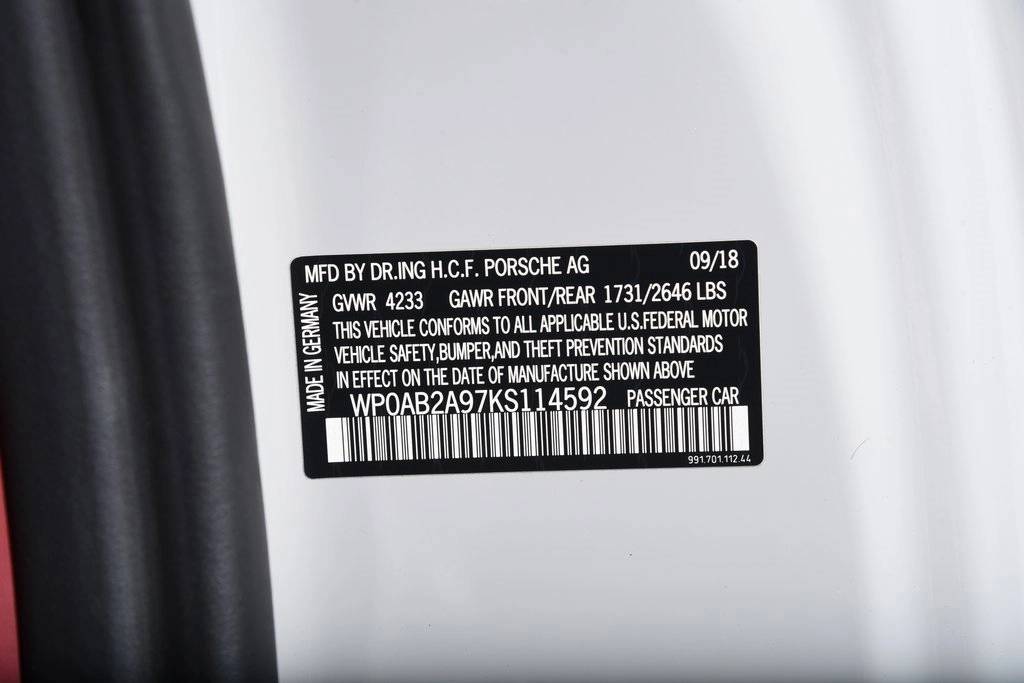 MFD BY DR.ING H.C.F. PORSCHE AG 09/18
MADE IN GERMANY
GVWR 4233 GAWR FRONT/REAR 1731/2646 LBS
THIS VEHICLE CONFORMS TO ALL APPLICABLE U.S.FEDERAL MOTOR
VEHICLE SAFETY,BUMPER,AND THEFT PREVENTION STANDARDS
IN EFFECT ON THE DATE OF MANUFACTURE SHOWN ABOVE
WP0AB2A97KS114592 PASSENGER CAR
991.701.112.44